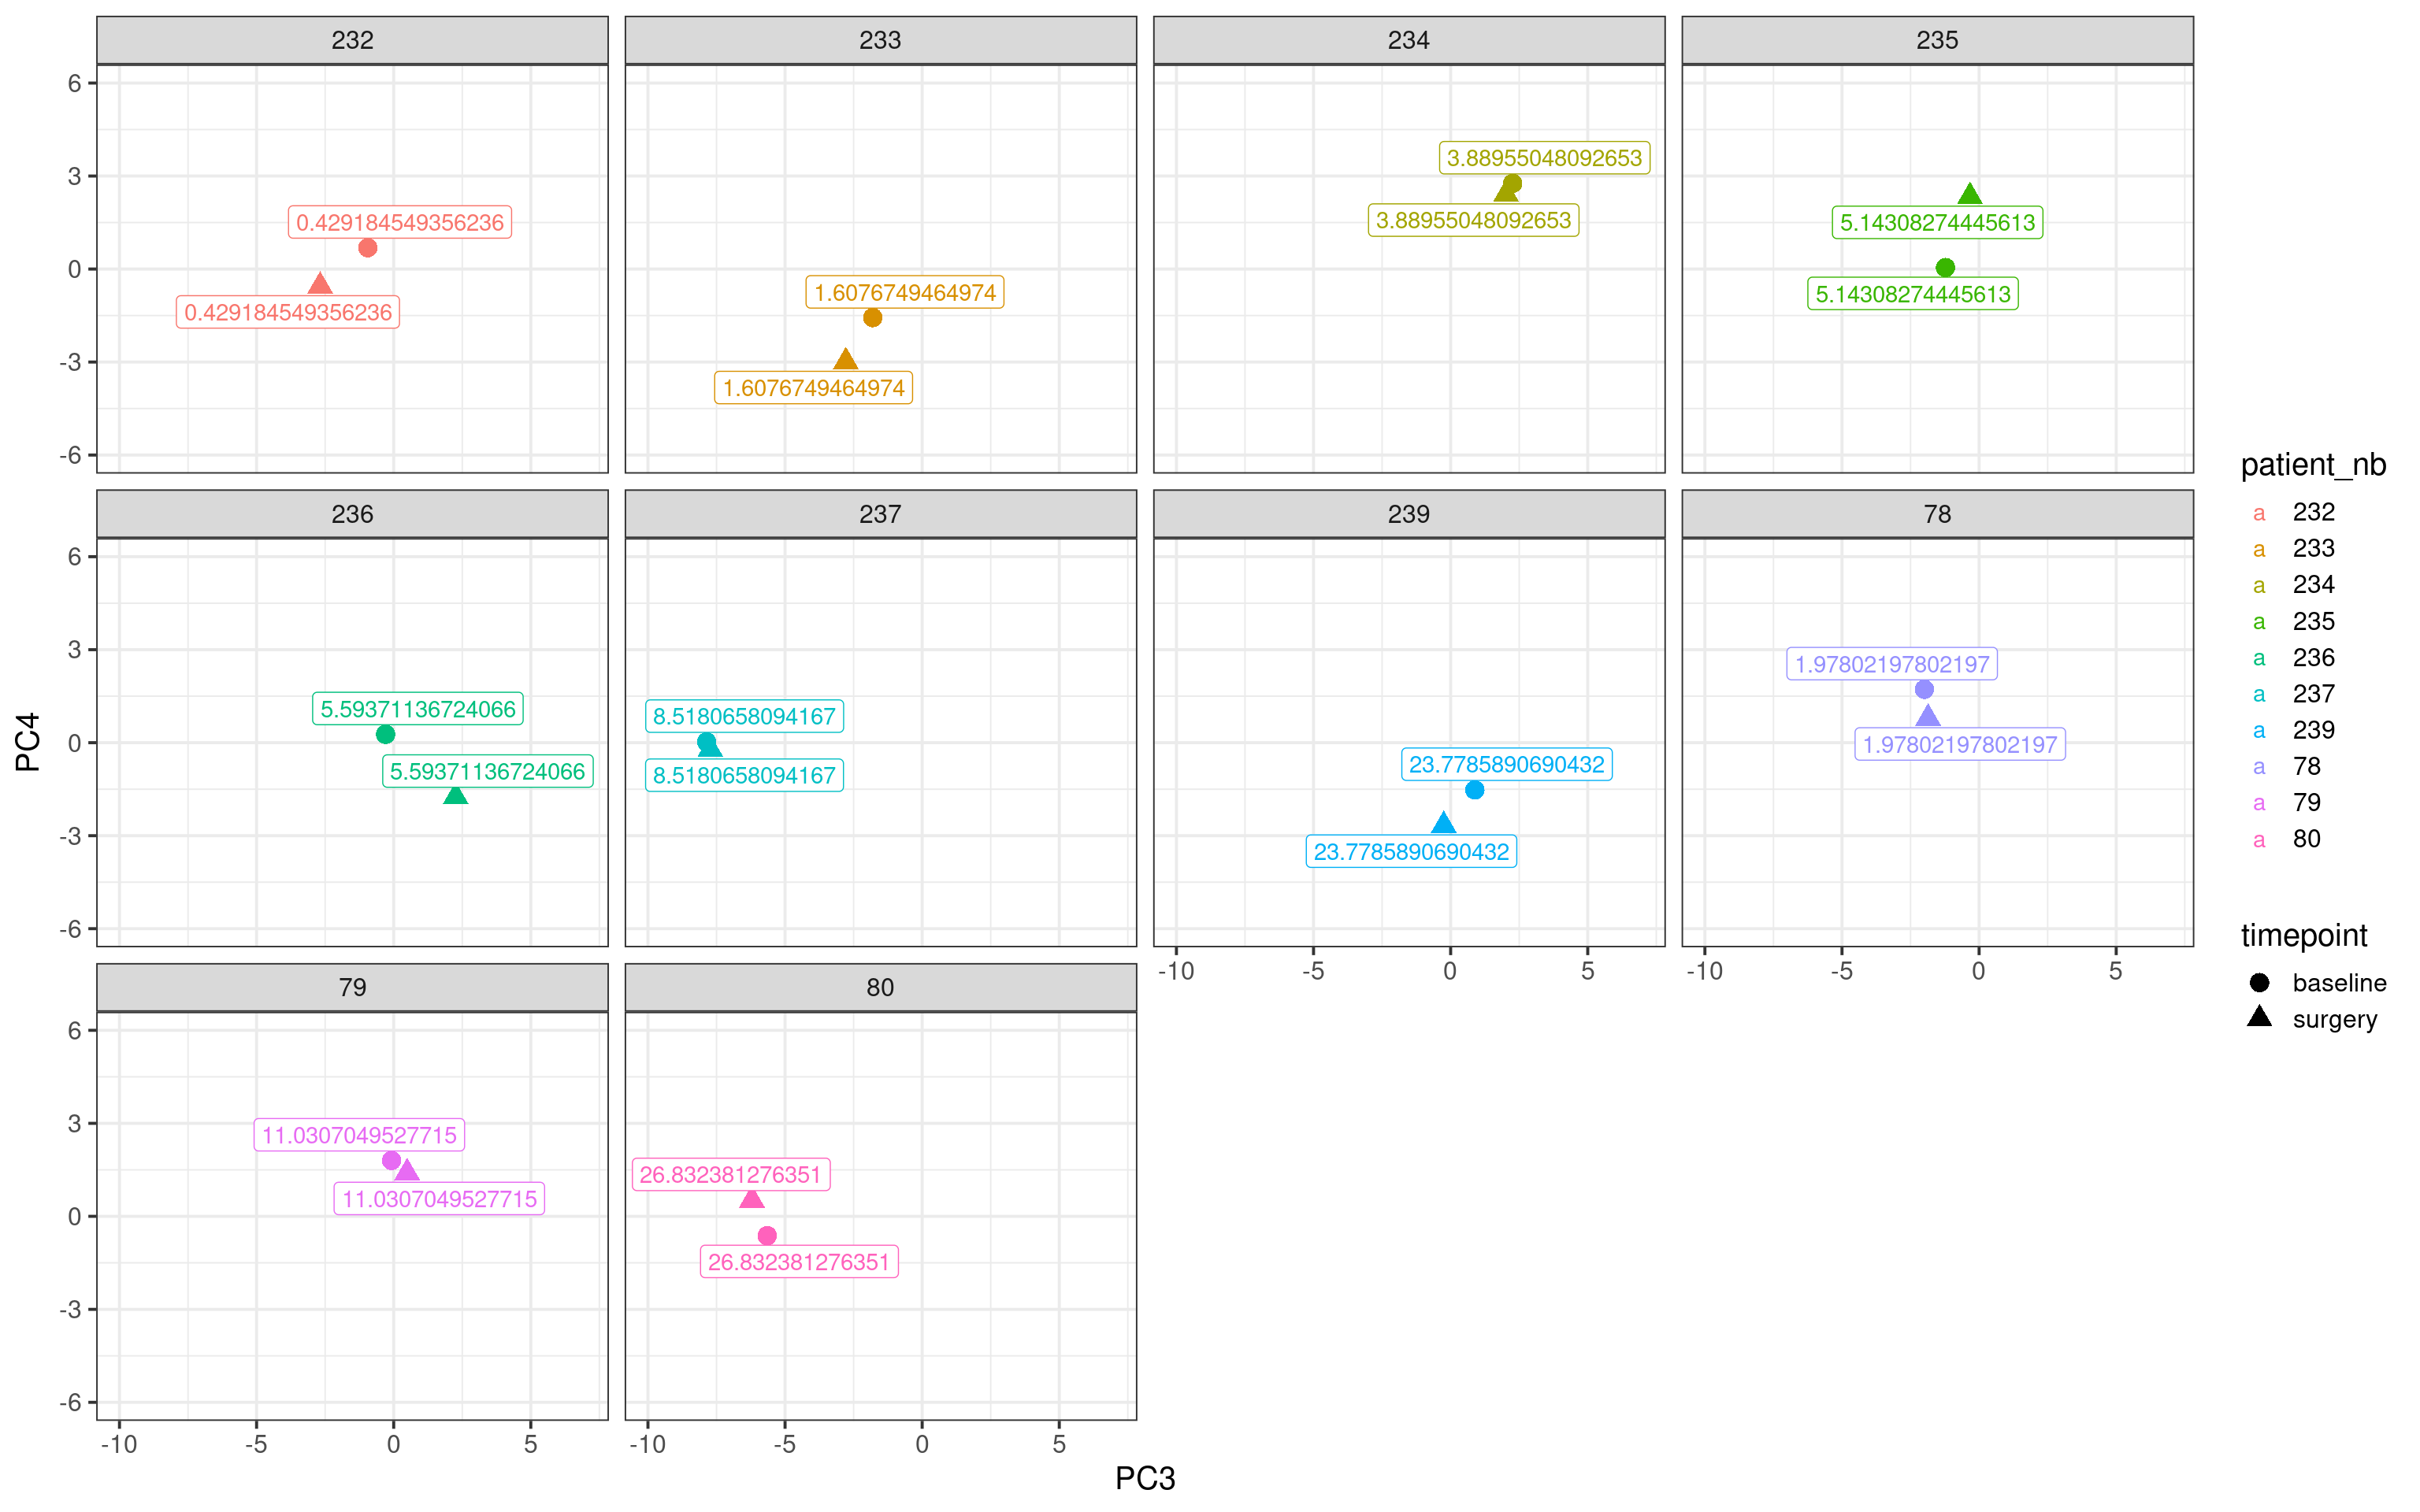 232
233
234
235
6
3
0
-3
-6
0.429184549356236
0.429184549356236
1.6076749464974
1.6076749464974
3.88955048092653
3.88955048092653
5.14308274445613
5.14308274445613
236
237
239
78
6
3
0
-3
-6
5.59371136724066
5.59371136724066
8.5180658094167
8.5180658094167
23.7785890690432
23.7785890690432
1.97802197802197
1.97802197802197
-10 -5 0 5
-10 -5 0 5
79
80
6
3
0
-3
-6
11.0307049527715
11.0307049527715
26.832381276351
26.832381276351
-10 -5 0 5
-10 -5 0 5
PC3
PC4
patient_nb
a 232
a 233
a 234
a 235
a 236
a 237
a 239
a 78
a 79
a 80
timepoint
baseline
surgery